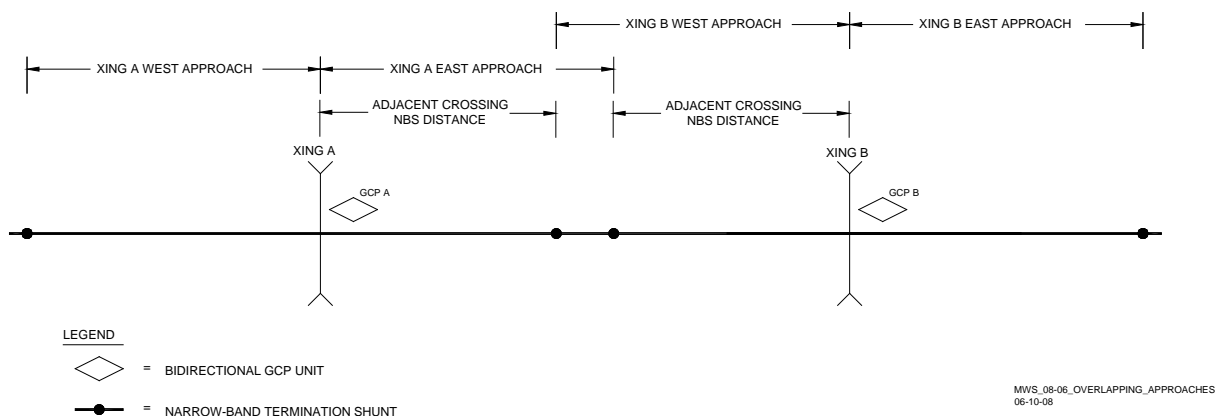 XING B WEST APPROACH
XING B EAST APPROACH
XING A WEST APPROACH
XING A EAST APPROACH
ADJACENT CROSSING
NBS DISTANCE
ADJACENT CROSSING
NBS DISTANCE
XING A
XING B
GCP A
GCP B
LEGEND
= BIDIRECTIONAL GCP UNIT
= NARROW-BAND TERMINATION SHUNT
MWS_08-06_OVERLAPPING_APPROACHES
06-10-08